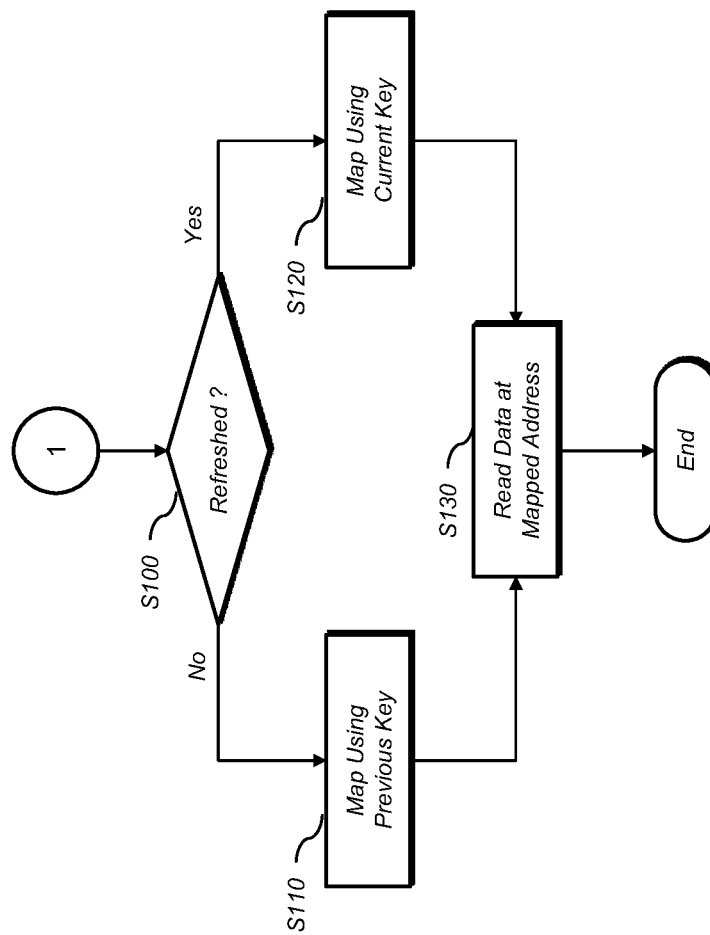 1
S100
Refreshed ?
No
Yes
S110
Map Using
Previous Key
S120
Map Using
Current Key
S130
Read Data at
Mapped Address
End